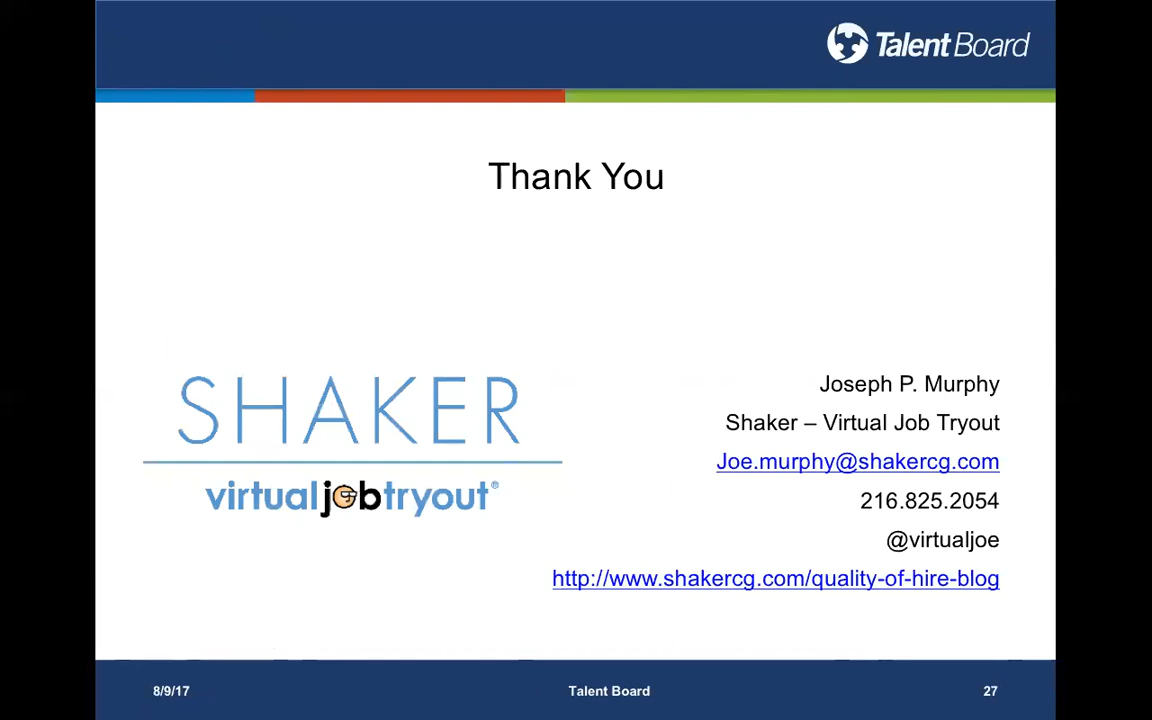 Talent Board
Thank You
SHAKER
virtualjobtryout®
Joseph P. Murphy
Shaker – Virtual Job Tryout
Joe.murphy@shakercg.com
216.825.2054
@virtualjoe
http://www.shakercg.com/quality-of-hire-blog
8/9/17
Talent Board
27